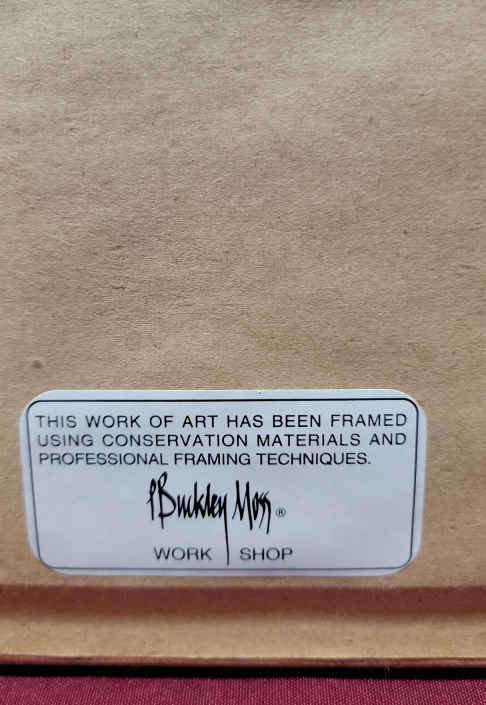 THIS WORK OF ART HAS BEEN FRAMED
USING CONSERVATION MATERIALS AND
PROFESSIONAL FRAMING TECHNIQUES.
P Buckley Moss ®
WORK SHOP